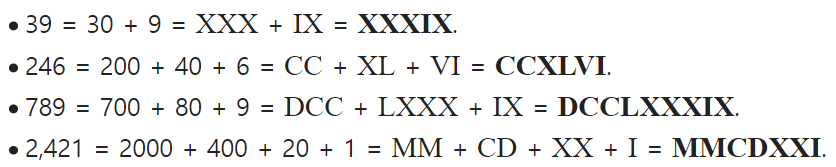 • 39 = 30 + 9 = XXX + IX = XXXIX.
• 246 = 200 + 40 + 6 = CC + XL + VI = CCXLVI.
• 789 = 700 + 80 + 9 = DCC + LXXX + IX = DCCLXXXIX.
• 2,421 = 2000 + 400 + 20 + 1 = MM + CD + XX + I = MMCDXXI.